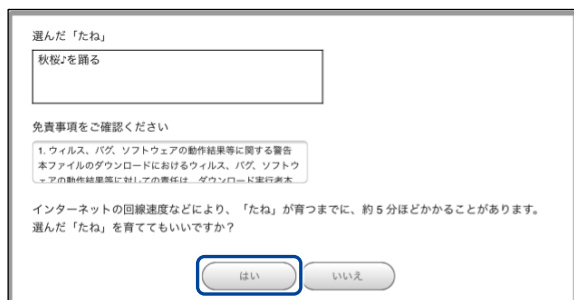 選んだ「たね」
秋桜♪を踊る
免責事項をご確認ください
1. ウィルス、バグ、ソフトウェアの動作結果等に関する警告
本ファイルのダウンロードにおけるウィルス、バグ、ソフトウ
ェアの動作結果等に対しての責任は、ダウンロード実行者本
インターネットの回線速度などにより、「たね」が育つまでに、約5分ほどかかることがあります。
選んだ「たね」を育ててもいいですか？
はい
いいえ